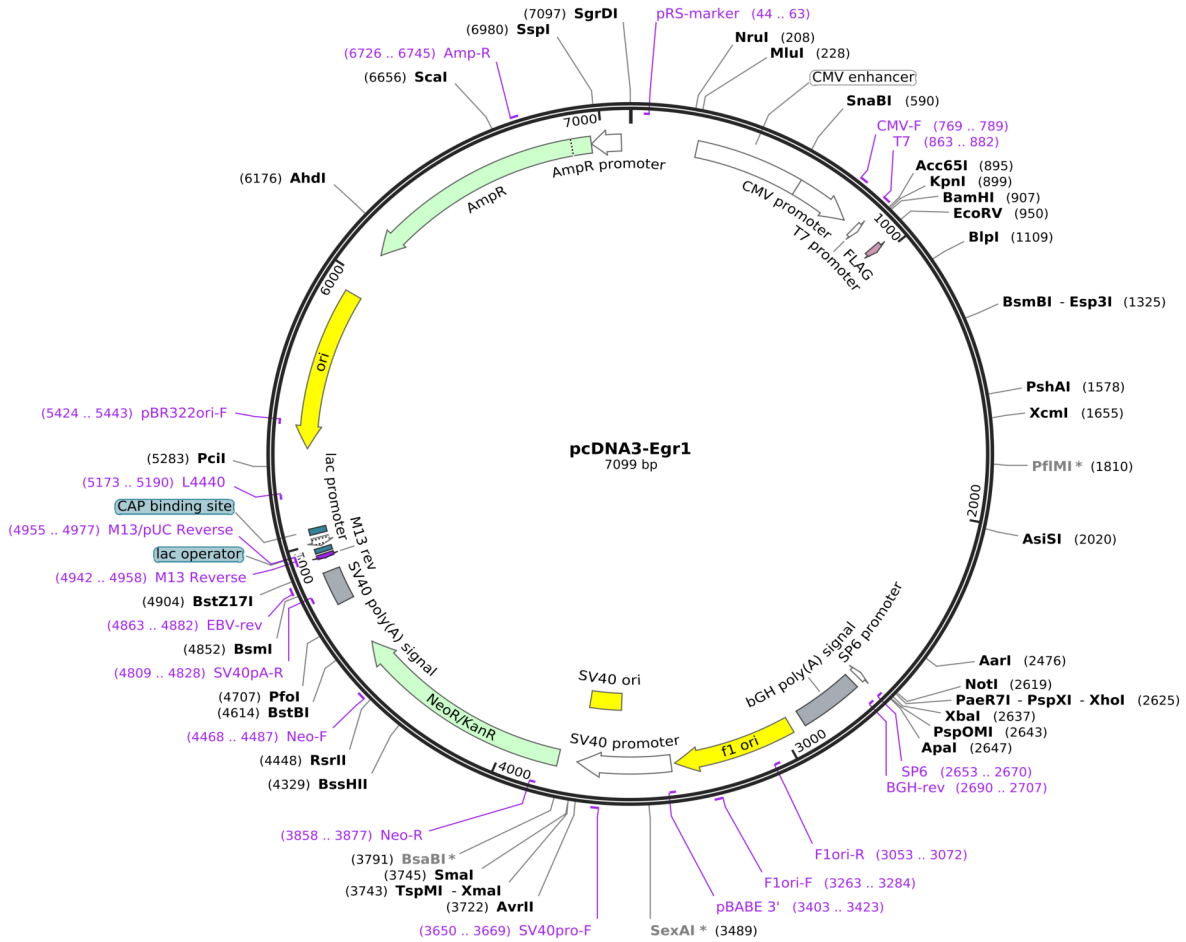 (7097) SgrDI
(6980) SspI
(6726 .. 6745) Amp-R
(6656) ScaI
(6176) AhdI
pRS-marker (44 .. 63)
NruI (208)
MluI (228)
CMV enhancer
SnaBI (590)
CMV-F (769 .. 789)
T7 (863 .. 882)
Acc65I (895)
KpnI (899)
BamHI (907)
EcoRV (950)
BlpI (1109)
BsmBI - Esp3I (1325)
PshAI (1578)
XcmI (1655)
PflMI * (1810)
AsiSI (2020)
AarI (2476)
NotI (2619)
PaeR7I - PspXI - XhoI (2625)
XbaI (2637)
PspOMI (2643)
ApaI (2647)
SP6 (2653 .. 2670)
BGH-rev (2690 .. 2707)
F1ori-R (3053 .. 3072)
F1ori-F (3263 .. 3284)
pBABE 3' (3403 .. 3423)
SexAI * (3489)
(3650 .. 3669) SV40pro-F
(3722) AvrII
(3743) TspMI - XmaI
(3745) SmaI
(3791) BsaBI *
(3858 .. 3877) Neo-R
(4329) BssHII
(4448) RsrII
(4468 .. 4487) Neo-F
(4614) BstBI
(4707) PfoI
(4809 .. 4828) SV40pA-R
(4852) BsmI
(4863 .. 4882) EBV-rev
(4904) BstZ17I
(4942 .. 4958) M13 Reverse
lac operator
(4955 .. 4977) M13/pUC Reverse
CAP binding site
(5173 .. 5190) L4440
(5283) PciI
(5424 .. 5443) pBR322ori-F
7000
1000
2000
3000
4000
6000
AmpR promoter
AmpR
CMV promoter
T7 promoter
FLAG
ori
lac promoter
M13 rev
SV40 poly(A) signal
NeoR/KanR
SV40 promoter
SV40 ori
f1 ori
bGH poly(A) signal
SP6 promoter
pcDNA3-Egr1
7099 bp